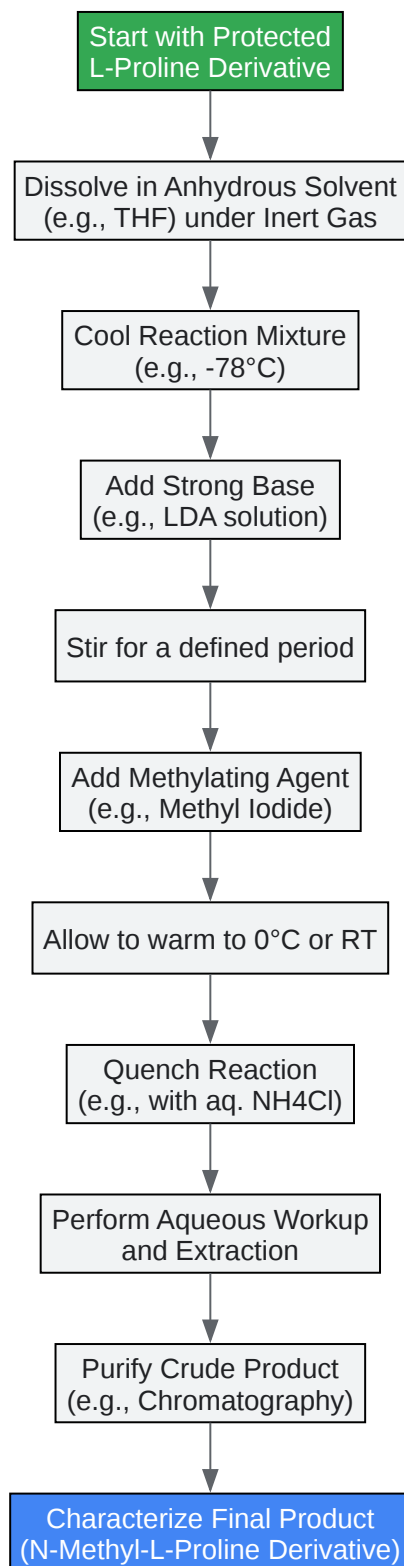 Start with Protected
L-Proline Derivative
Dissolve in Anhydrous Solvent
(e.g., THF) under Inert Gas
Cool Reaction Mixture
(e.g., -78°C)
Add Strong Base
(e.g., LDA solution)
Stir for a defined period
Add Methylating Agent
(e.g., Methyl Iodide)
Allow to warm to 0°C or RT
Quench Reaction
(e.g., with aq. NH4Cl)
Perform Aqueous Workup
and Extraction
Purify Crude Product
(e.g., Chromatography)
Characterize Final Product
(N-Methyl-L-Proline Derivative)